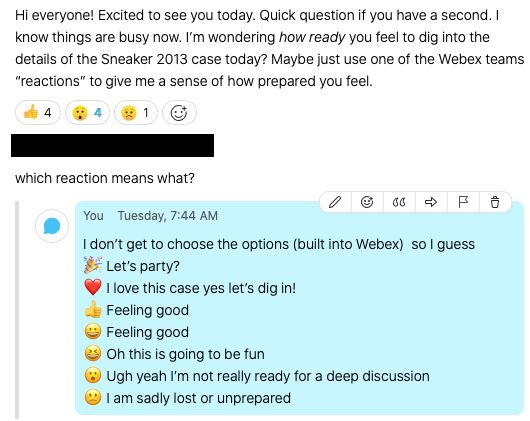 Hi everyone! Excited to see you today. Quick question if you have a second. I
know things are busy now. I'm wondering how ready you feel to dig into the
details of the Sneaker 2013 case today? Maybe just use one of the Webex teams
“reactions” to give me a sense of how prepared you feel.
👍 4 😮 4 🙁 1
which reaction means what?
You Tuesday, 7:44 AM
I don't get to choose the options (built into Webex) so I guess
🎉 Let's party?
❤️ I love this case yes let's dig in!
👍 Feeling good
😀 Feeling good
😆 Oh this is going to be fun
😮 Ugh yeah I'm not really ready for a deep discussion
🙁 I am sadly lost or unprepared